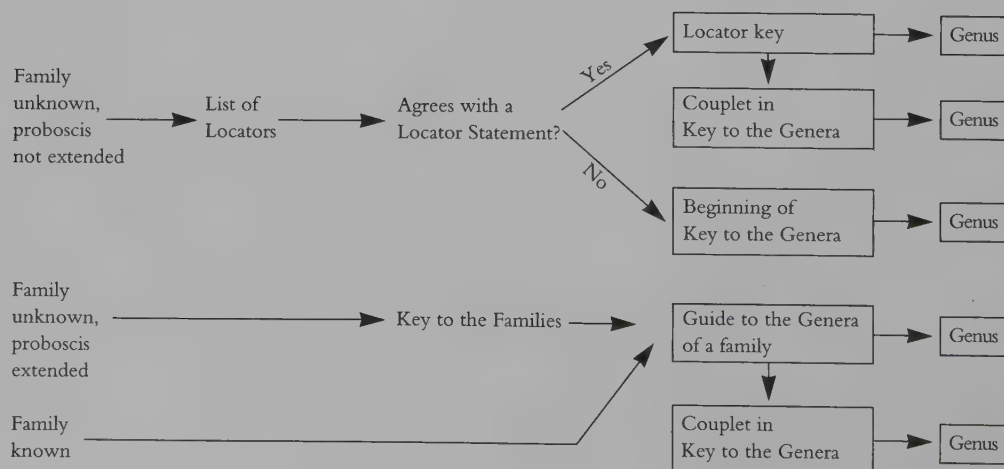 Family
unknown,
proboscis
not extended
List of
Locators
Agrees with a
Locator Statement?
Yes
No
Locator key
Genus
Couplet in
Key to the Genera
Genus
Beginning of
Key to the Genera
Genus
Family
unknown,
proboscis
extended
Key to the Families
Guide to the Genera
of a family
Genus
Family
known
Couplet in
Key to the Genera
Genus